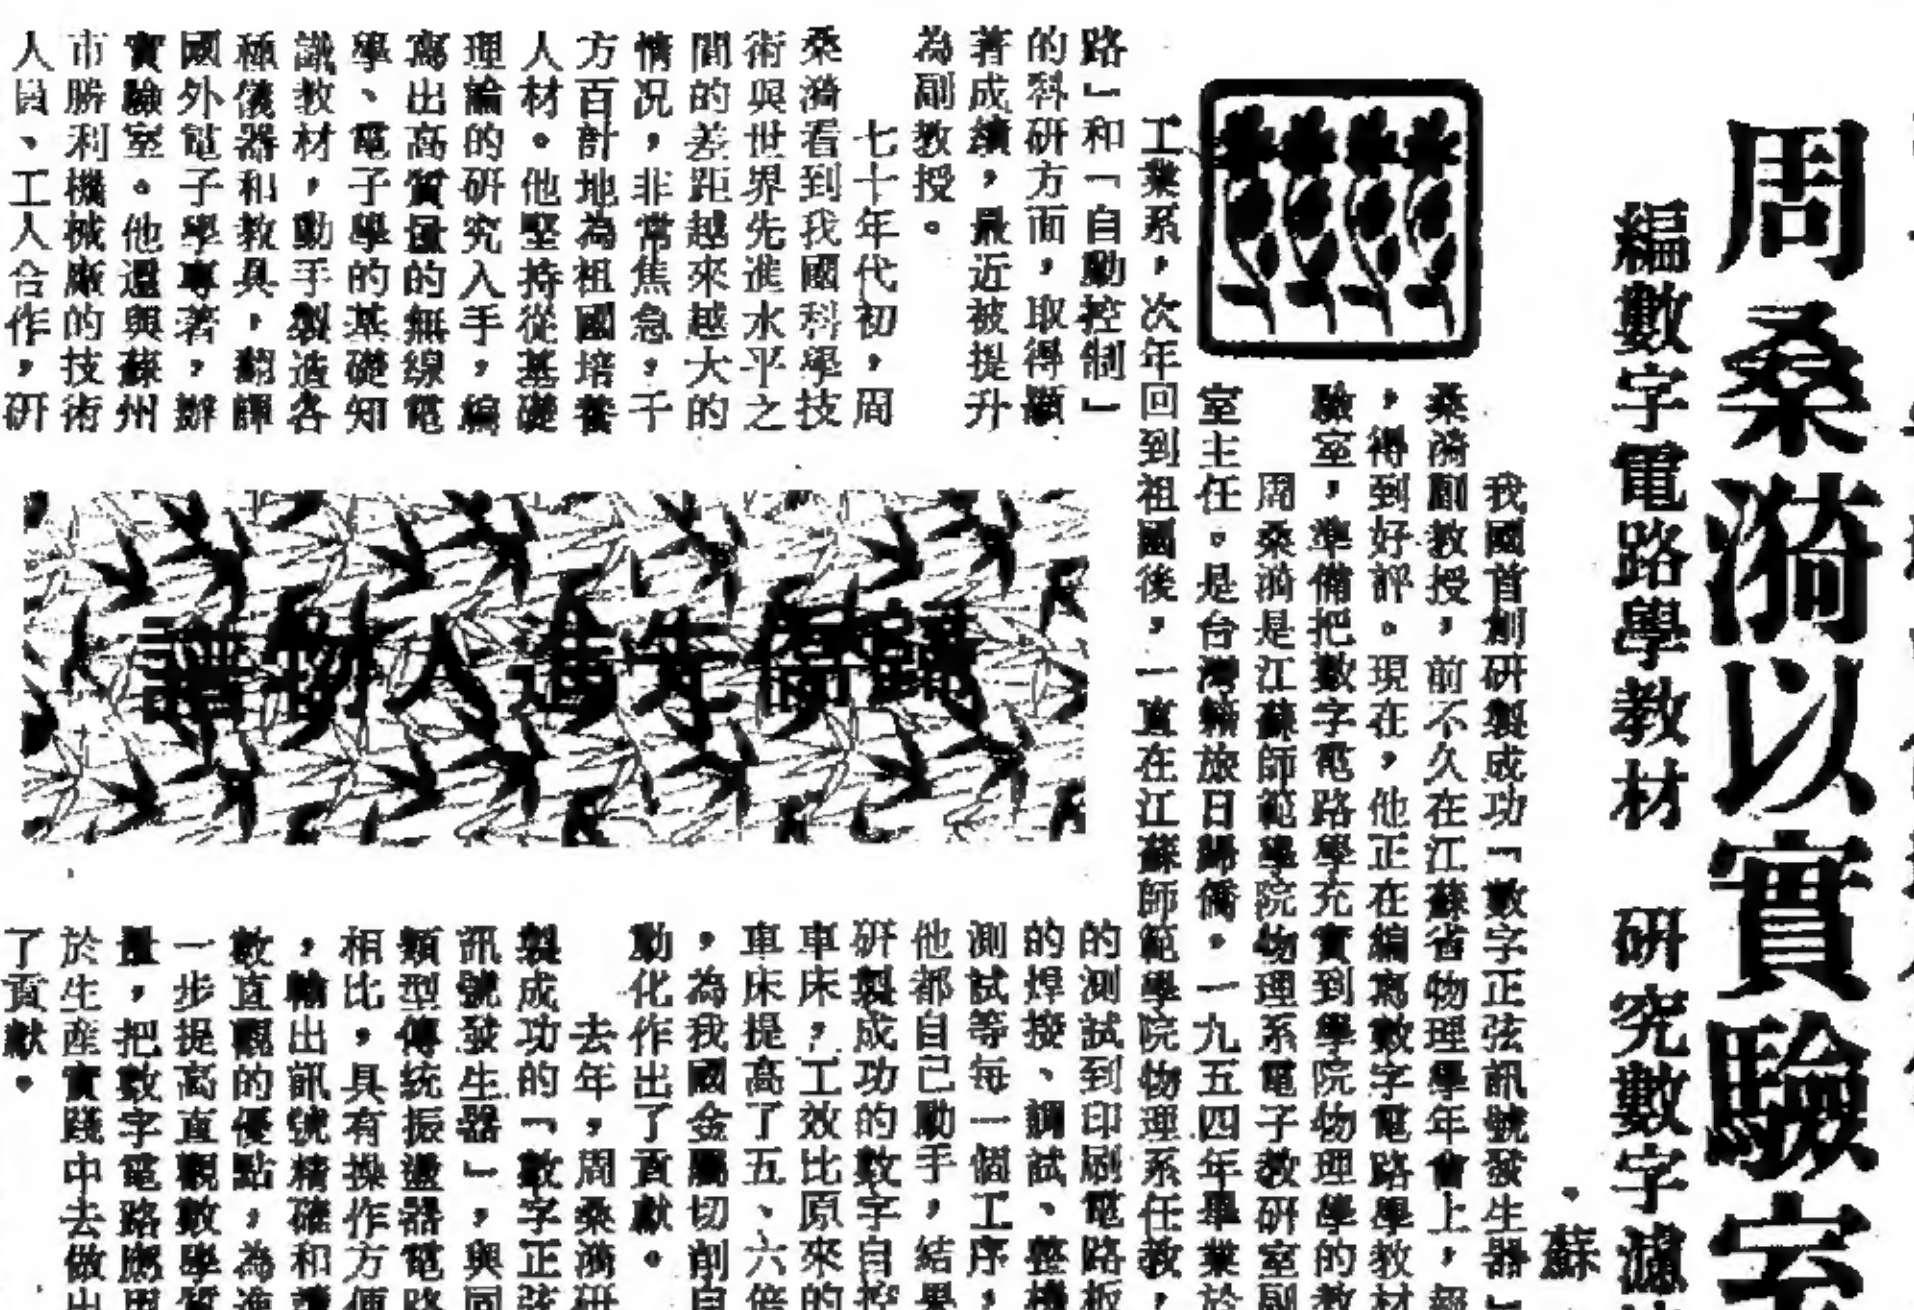 周桑漪以實驗室
編數字電路學教材　研究數字濾
蘇
我國首創研製成功「數字正弦訊號發生器」
桑漪副教授，前不久在江蘇省物理學年會上，
，得到好評。現在，他正在編寫數字電路學教材
驗室，準備把數字電路學充實到學院物理學的教
周桑漪是江蘇師範學院物理系電子教研室副
室主任。是台灣籍旅日歸僑。一九五四年畢業於
工業系，次年回到祖國後，一直在江蘇師範學院物理系任教，
路」和「自動控制」
的科研方面，取得顯
著成績，最近被提升
為副教授。
七十年代初，周
桑漪看到我國科學技
術與世界先進水平之
間的差距越來越大的
情况，非常焦急，千
方百計地為祖國培養
人材。他堅持從基礎
理論的研究入手，編
寫出高質量的無線電
學、電子學的基礎知
識教材，動手製造各
種儀器和教具，翻譯
國外電子學專著，辦
實驗室。他還與蘇州
市勝利機械廠的技術
人員、工人合作，研
歸僑先進人物譜
的測試到印刷電路板
的焊接、調試、整機
測試等每一個工序，
他都自己動手，結果
研製成功的數字自控
車床，工效比原來的
車床提高了五、六倍
，為我國金屬切削自
動化作出了貢獻。
去年，周桑漪研
製成功的「數字正弦
訊號發生器」，與同
類型傳統振盪器電路
相比，具有操作方便
，輸出訊號精確和讀
數直觀的優點，為進
一步提高直觀數學質
量，把數字電路應用
於生產實踐中去做出
了貢獻。